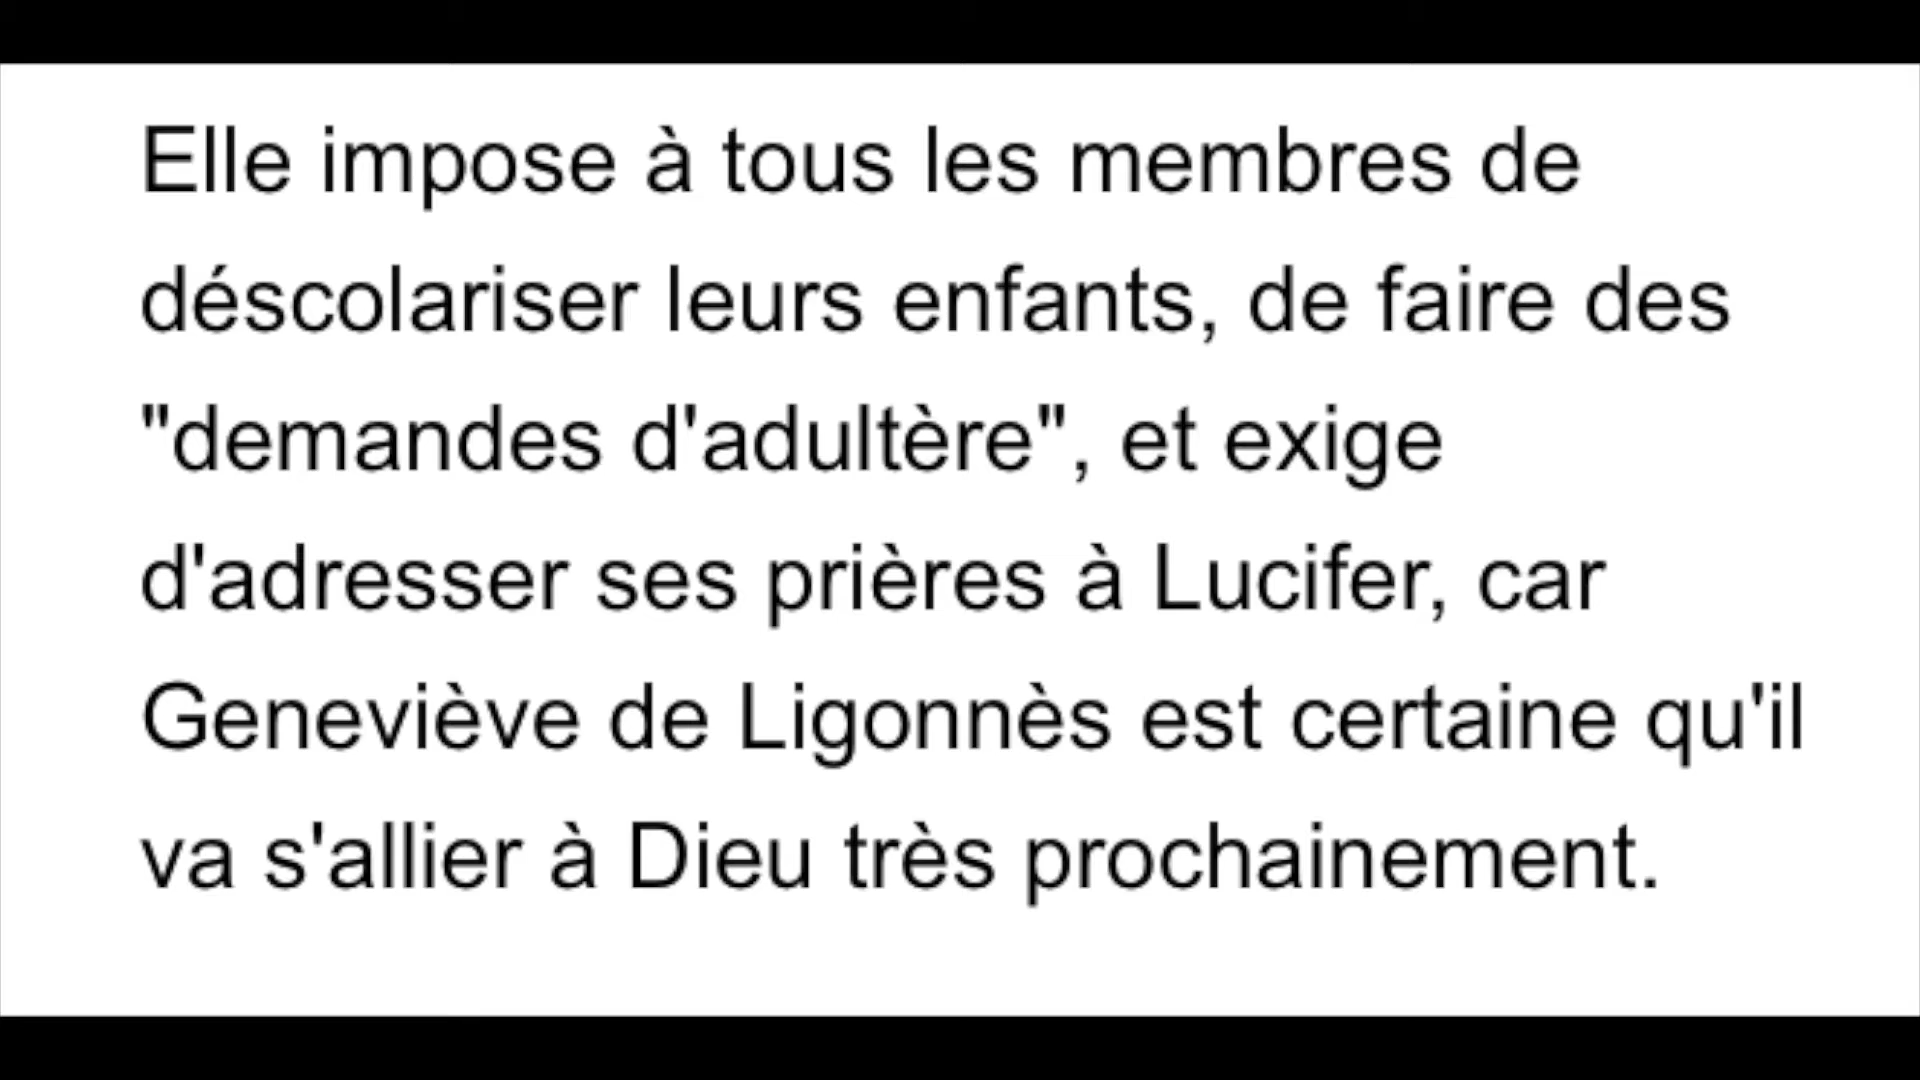 Elle impose à tous les membres de
déscolariser leurs enfants, de faire des
"demandes d'adultère", et exige
d'adresser ses prières à Lucifer, car
Geneviève de Ligonnès est certaine qu'il
va s'allier à Dieu très prochainement.